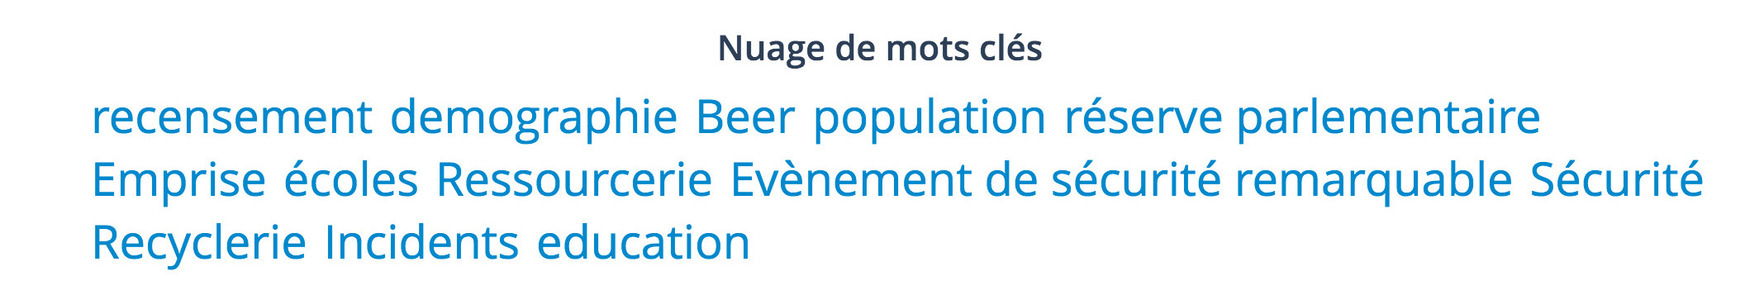 Nuage de mots clés
recensement demographie Beer population réserve parlementaire
Emprise écoles Ressourcerie Evènement de sécurité remarquable Sécurité
Recyclerie Incidents education